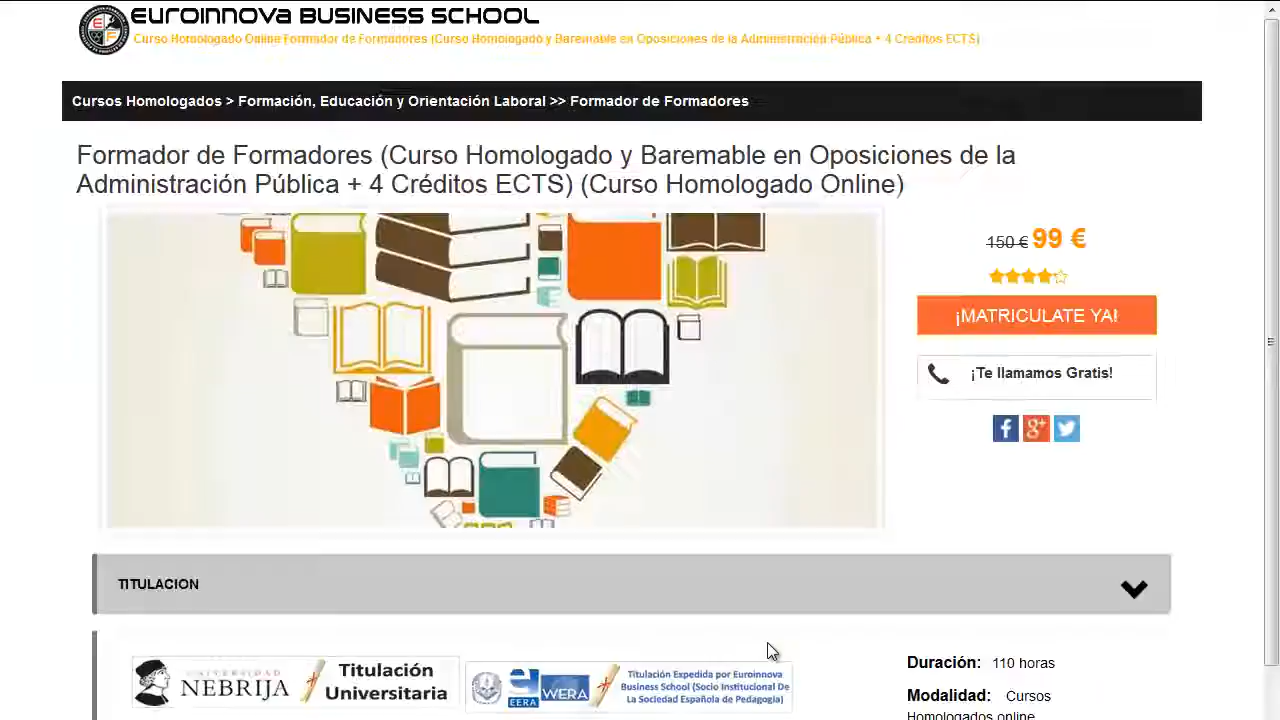 Euroinnova BUSINESS SCHOOL
Curso Homologado Online Formador de Formadores (Curso Homologado y Baremable en Oposiciones de la Administración Pública + 4 Creditos ECTS)
Cursos Homologados > Formación, Educación y Orientación Laboral >> Formador de Formadores
Formador de Formadores (Curso Homologado y Baremable en Oposiciones de la
Administración Pública + 4 Créditos ECTS) (Curso Homologado Online)
150 € 99 €
¡MATRICULATE YA!
¡Te llamamos Gratis!
TITULACION
UNIVERSIDAD
NEBRIJA
Titulación
Universitaria
EERA
WERA
Titulación Expedida por Euroinnova
Business School (Socio Institucional De
La Sociedad Española de Pedagogía)
Duración: 110 horas
Modalidad: Cursos
Homologados online